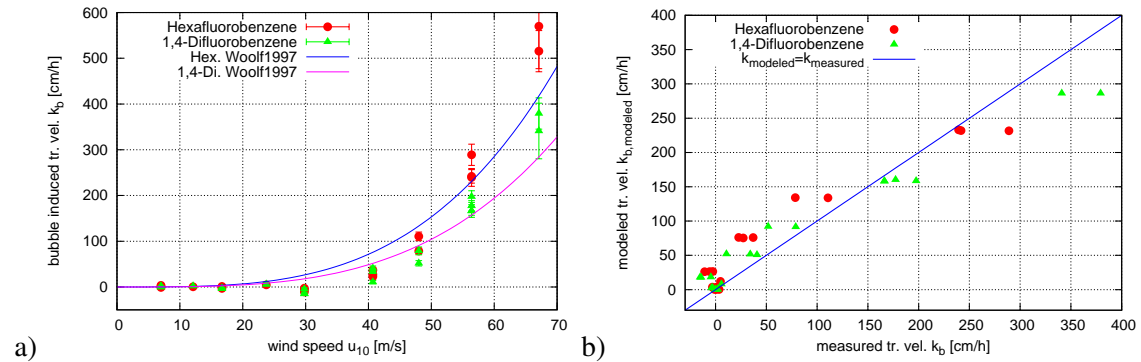 a)
bubble induced tr. vel. k_b [cm/h]
600
500
400
300
200
100
0
Hexafluorobenzene
1,4-Difluorobenzene
Hex. Woolf1997
1,4-Di. Woolf1997
0 10 20 30 40 50 60 70
wind speed u_10 [m/s]
b)
modeled tr. vel. k_b,modeled [cm/h]
400
350
300
250
200
150
100
50
0
Hexafluorobenzene
1,4-Difluorobenzene
k_modeled=k_measured
0 50 100 150 200 250 300 350 400
measured tr. vel. k_b [cm/h]